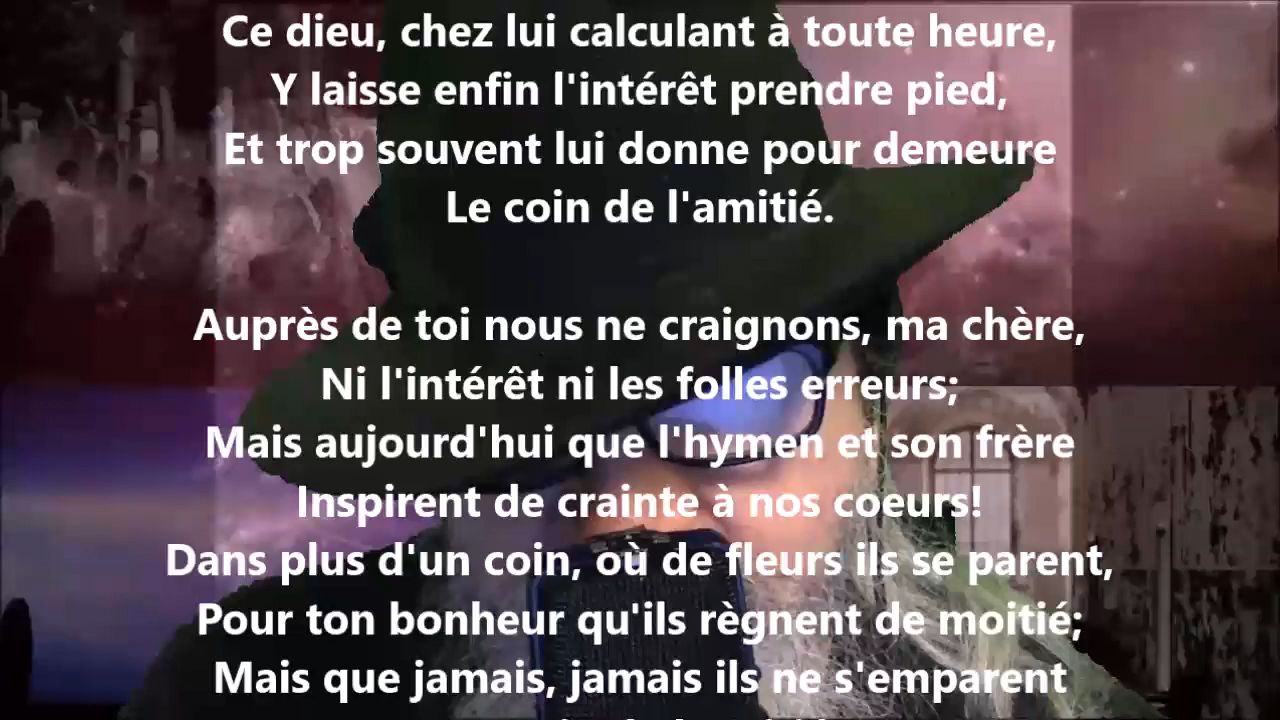 Ce dieu, chez lui calculant à toute heure,
Y laisse enfin l'intérêt prendre pied,
Et trop souvent lui donne pour demeure
Le coin de l'amitié.
Auprès de toi nous ne craignons, ma chère,
Ni l'intérêt ni les folles erreurs;
Mais aujourd'hui que l'hymen et son frère
Inspirent de crainte à nos coeurs!
Dans plus d'un coin, où de fleurs ils se parent,
Pour ton bonheur qu'ils règnent de moitié;
Mais que jamais, jamais ils ne s'emparent